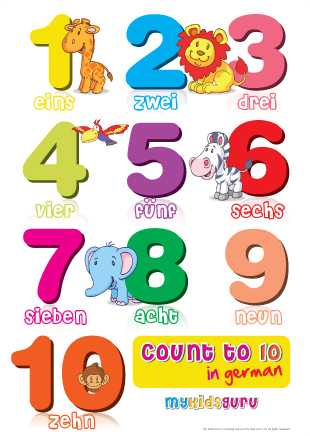 1 2 3
eins zwei drei
4 5 6
vier fünf sechs
7 8 9
sieben acht neun
10
zehn
count to 10
in german
mykidsguru